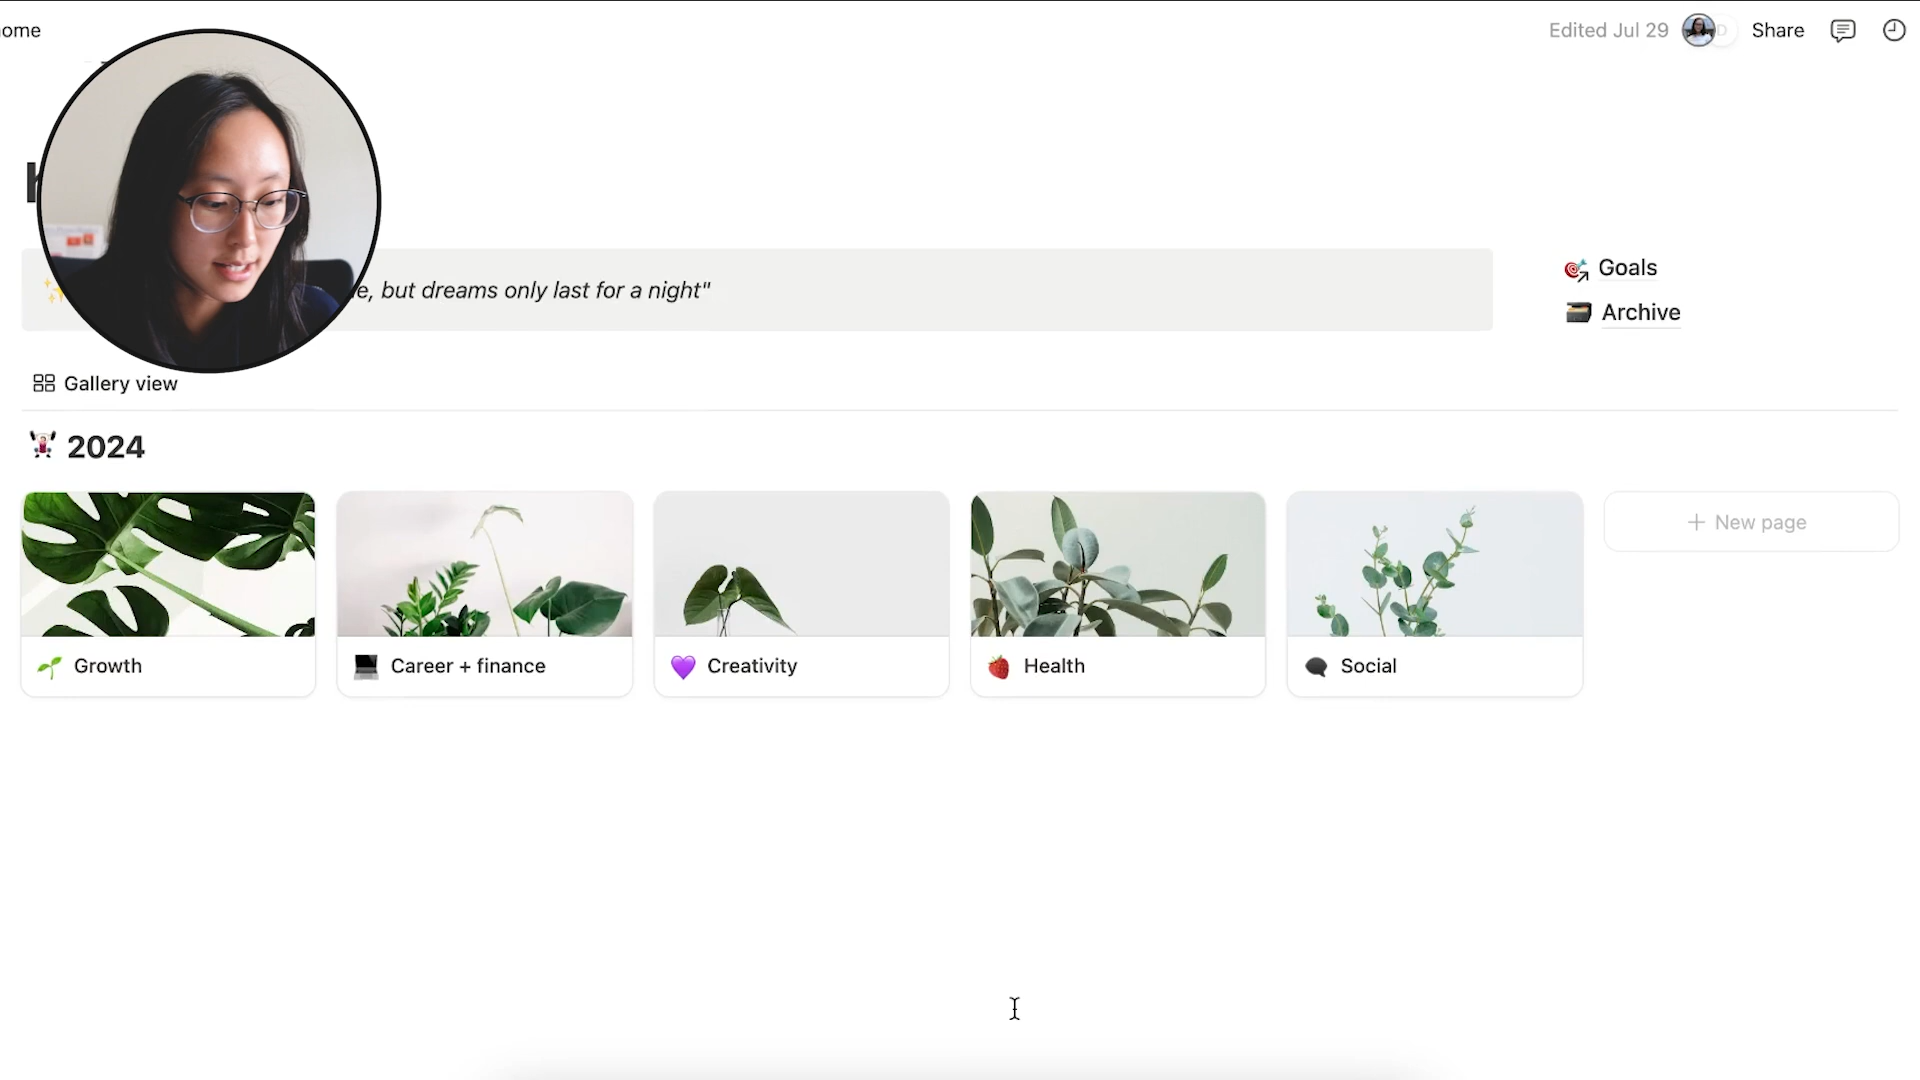 Edited Jul 29
Share
but dreams only last for a night"
Goals
Archive
Gallery view
2024
Growth
Career + finance
Creativity
Health
Social
+ New page